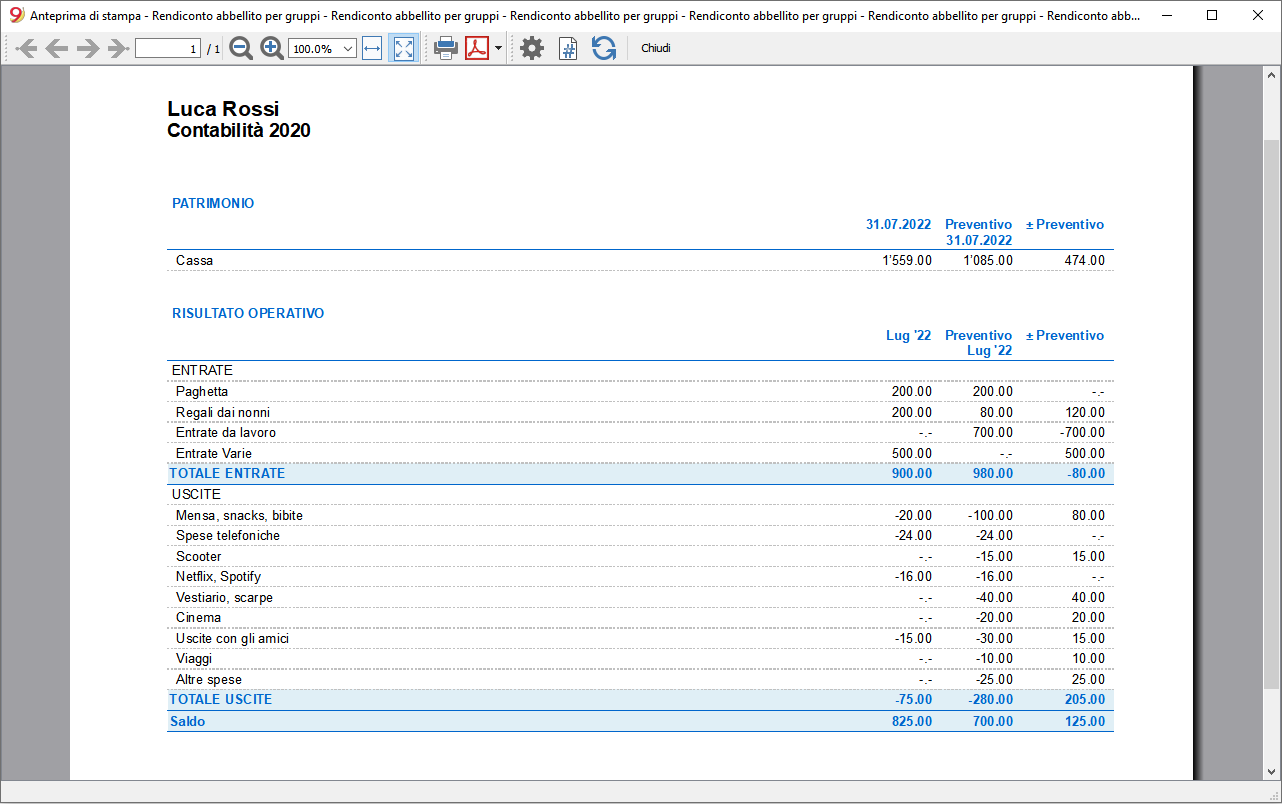 Anteprima di stampa - Rendiconto abbellito per gruppi - Rendiconto abbellito per gruppi - Rendiconto abbellito per gruppi - Rendiconto abbellito per gruppi - Rendiconto abbellito per gruppi - Rendiconto abb...
1 / 1 100.0% Chiudi
Luca Rossi
Contabilità 2020
PATRIMONIO
31.07.2022 Preventivo ± Preventivo
31.07.2022
Cassa 1'559.00 1'085.00 474.00
RISULTATO OPERATIVO
Lug '22 Preventivo ± Preventivo
Lug '22
ENTRATE
Paghetta 200.00 200.00 -.-
Regali dai nonni 200.00 80.00 120.00
Entrate da lavoro -.- 700.00 -700.00
Entrate Varie 500.00 -.- 500.00
TOTALE ENTRATE 900.00 980.00 -80.00
USCITE
Mensa, snacks, bibite -20.00 -100.00 80.00
Spese telefoniche -24.00 -24.00 -.-
Scooter -.- -15.00 15.00
Netflix, Spotify -16.00 -16.00 -.-
Vestiario, scarpe -.- -40.00 40.00
Cinema -.- -20.00 20.00
Uscite con gli amici -15.00 -30.00 15.00
Viaggi -.- -10.00 10.00
Altre spese -.- -25.00 25.00
TOTALE USCITE -75.00 -280.00 205.00
Saldo 825.00 700.00 125.00